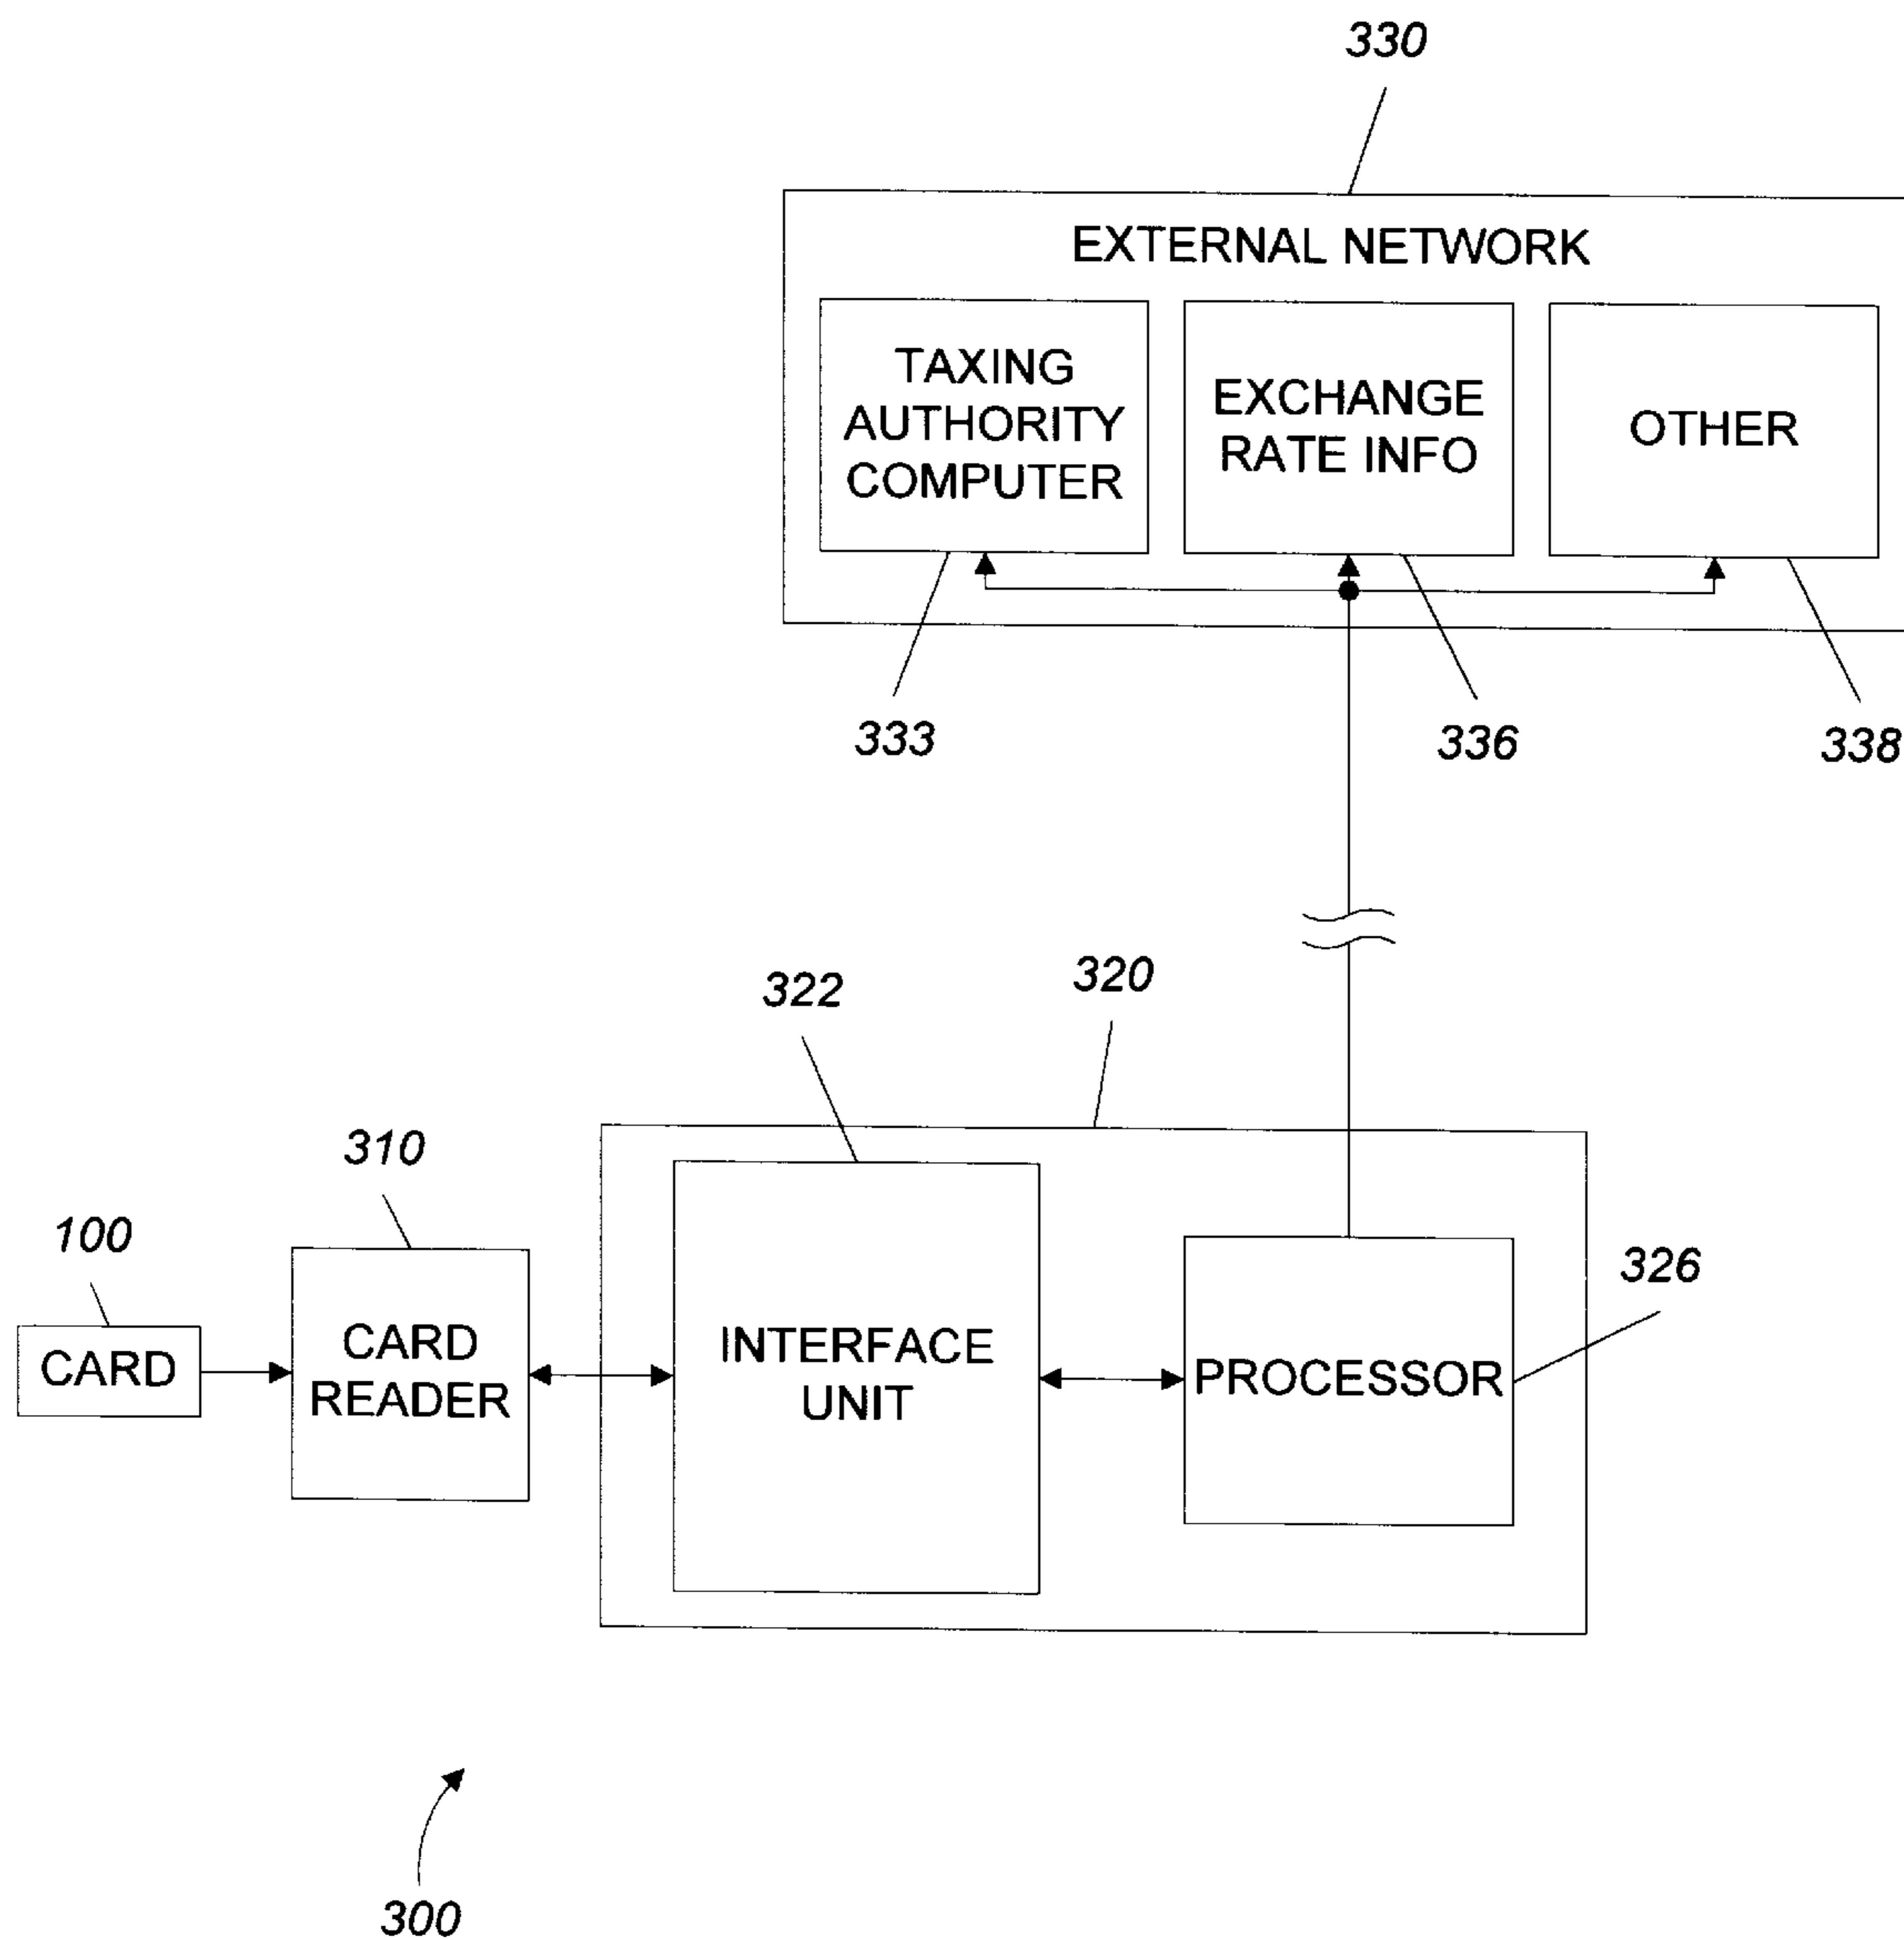 330
EXTERNAL NETWORK
TAXING
AUTHORITY
COMPUTER
EXCHANGE
RATE INFO
OTHER
333
336
338
322
320
310
100
326
CARD
CARD
READER
INTERFACE
UNIT
PROCESSOR
300